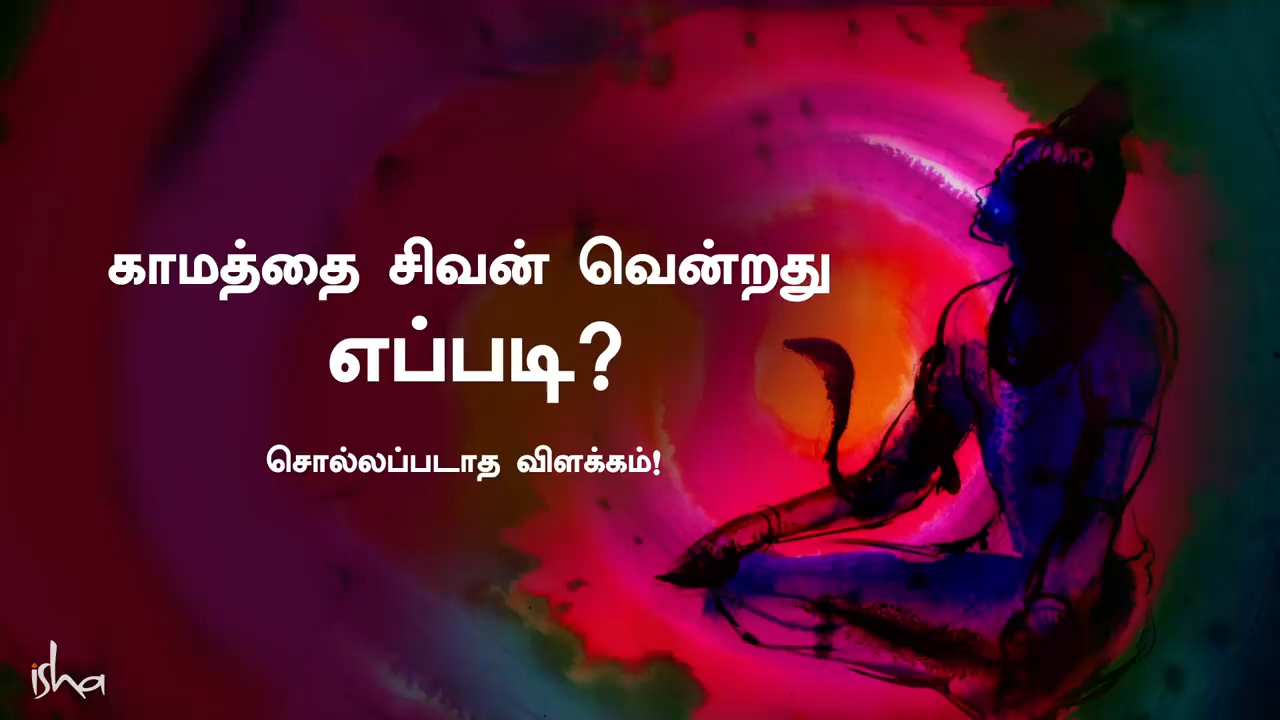 காமத்தை சிவன் வென்றது
எப்படி?
சொல்லப்படாத விளக்கம்!
isha